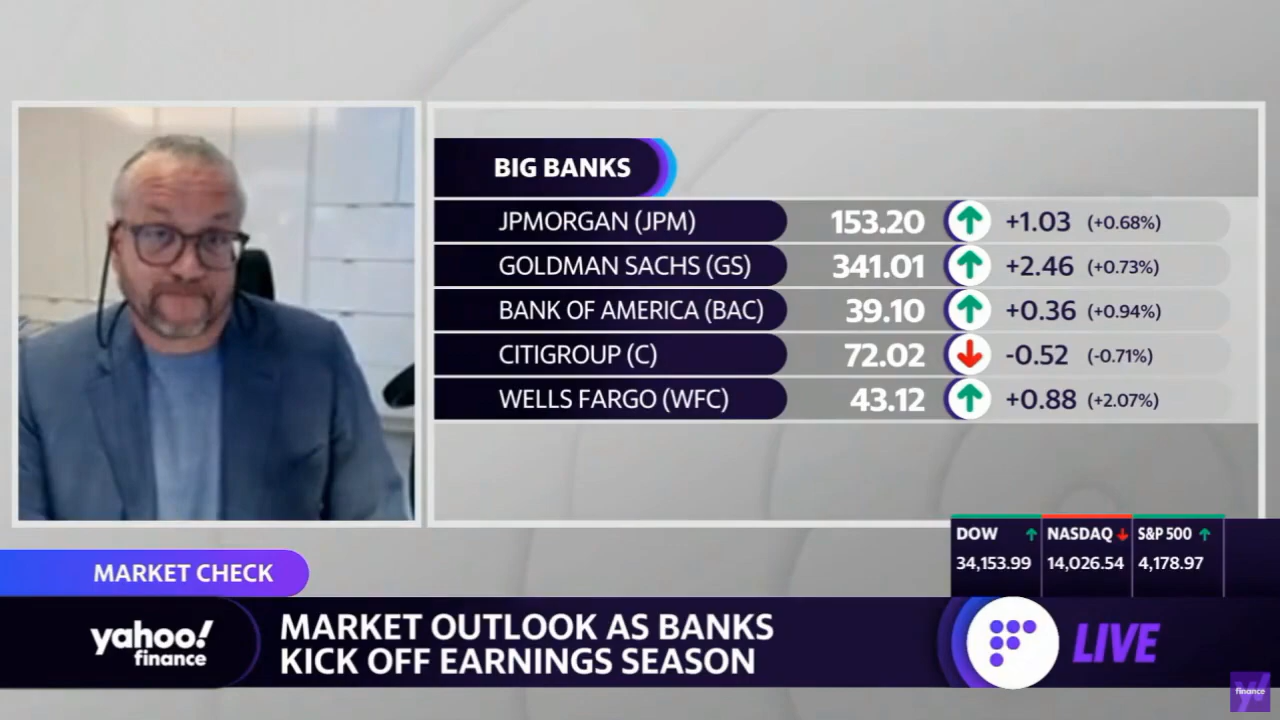 BIG BANKS
JPMORGAN (JPM) 153.20 +1.03 (+0.68%)
GOLDMAN SACHS (GS) 341.01 +2.46 (+0.73%)
BANK OF AMERICA (BAC) 39.10 +0.36 (+0.94%)
CITIGROUP (C) 72.02 -0.52 (-0.71%)
WELLS FARGO (WFC) 43.12 +0.88 (+2.07%)
DOW NASDAQ S&P 500
34,153.99 14,026.54 4,178.97
MARKET CHECK
yahoo!
finance
MARKET OUTLOOK AS BANKS
KICK OFF EARNINGS SEASON
LIVE
y!
finance